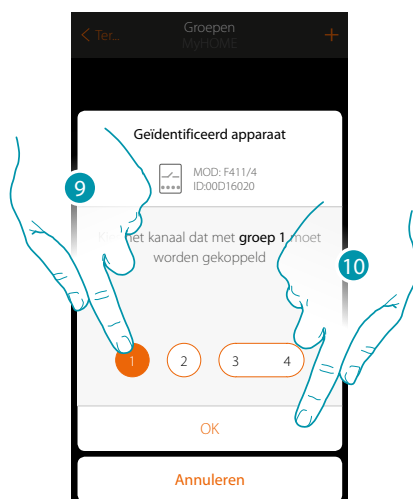 Ter...
Groepen
MyHOME
Geïdentificeerd apparaat
MOD: F411/4
ID:00D16020
9
het kanaal dat met groep 1 moet
worden gekoppeld
10
1
2
3
4
OK
Annuleren